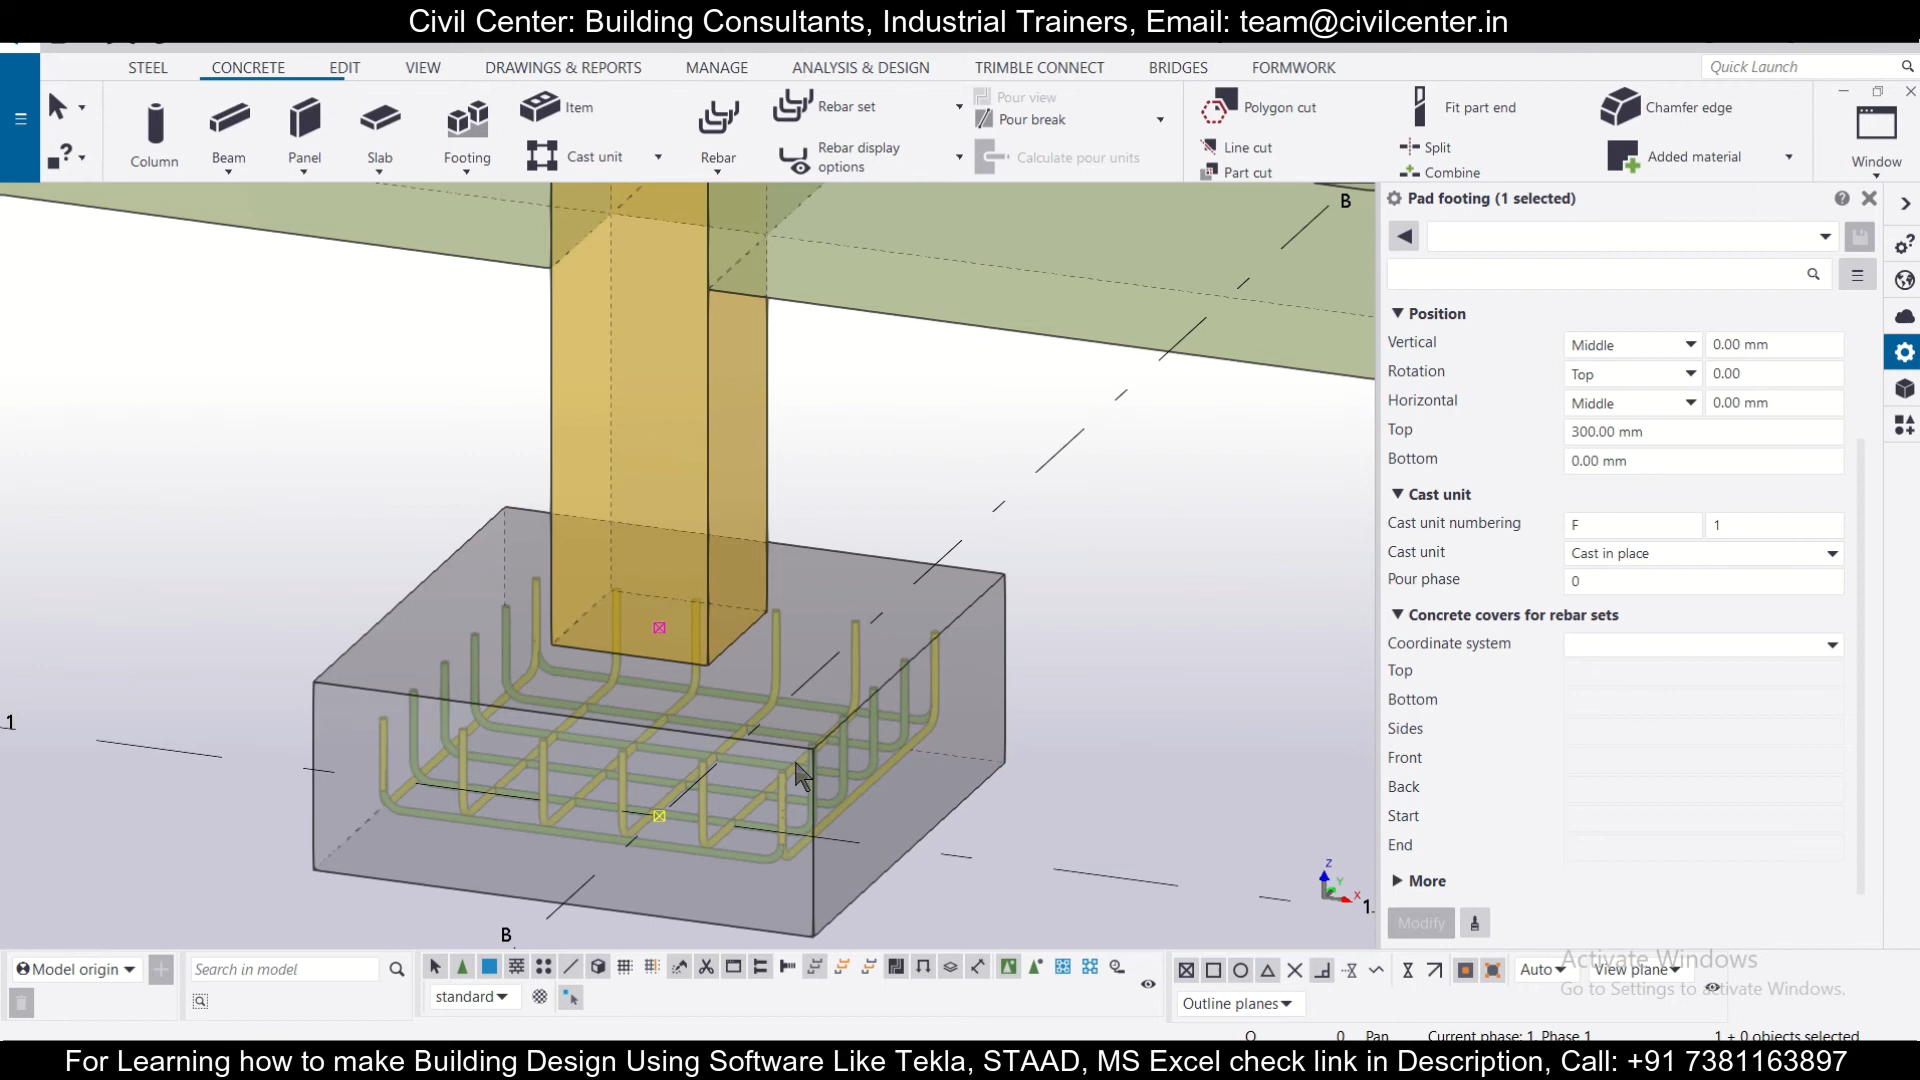 Civil Center: Building Consultants, Industrial Trainers, Email: team@civilcenter.in
STEEL CONCRETE EDIT VIEW DRAWINGS & REPORTS MANAGE ANALYSIS & DESIGN TRIMBLE CONNECT BRIDGES FORMWORK Quick Launch
Column Beam Panel Slab Footing
Item
Cast unit
Rebar
Rebar set
Rebar display options
Pour view
Pour break
Calculate pour units
Polygon cut
Line cut
Part cut
Fit part end
Split
Combine
Chamfer edge
Added material
Window
Pad footing (1 selected)
Position
Vertical Middle 0.00 mm
Rotation Top 0.00
Horizontal Middle 0.00 mm
Top 300.00 mm
Bottom 0.00 mm
Cast unit
Cast unit numbering F 1
Cast unit Cast in place
Pour phase 0
Concrete covers for rebar sets
Coordinate system
Top
Bottom
Sides
Front
Back
Start
End
More
Modify
B
1
B
1
Z
Y
X
Model origin
Search in model
standard
Auto
View plane
Outline planes
Activate Windows
Go to Settings to activate Windows.
O 0 Pan Current phase: 1, Phase 1 1 + 0 objects selected
For Learning how to make Building Design Using Software Like Tekla, STAAD, MS Excel check link in Description, Call: +91 7381163897